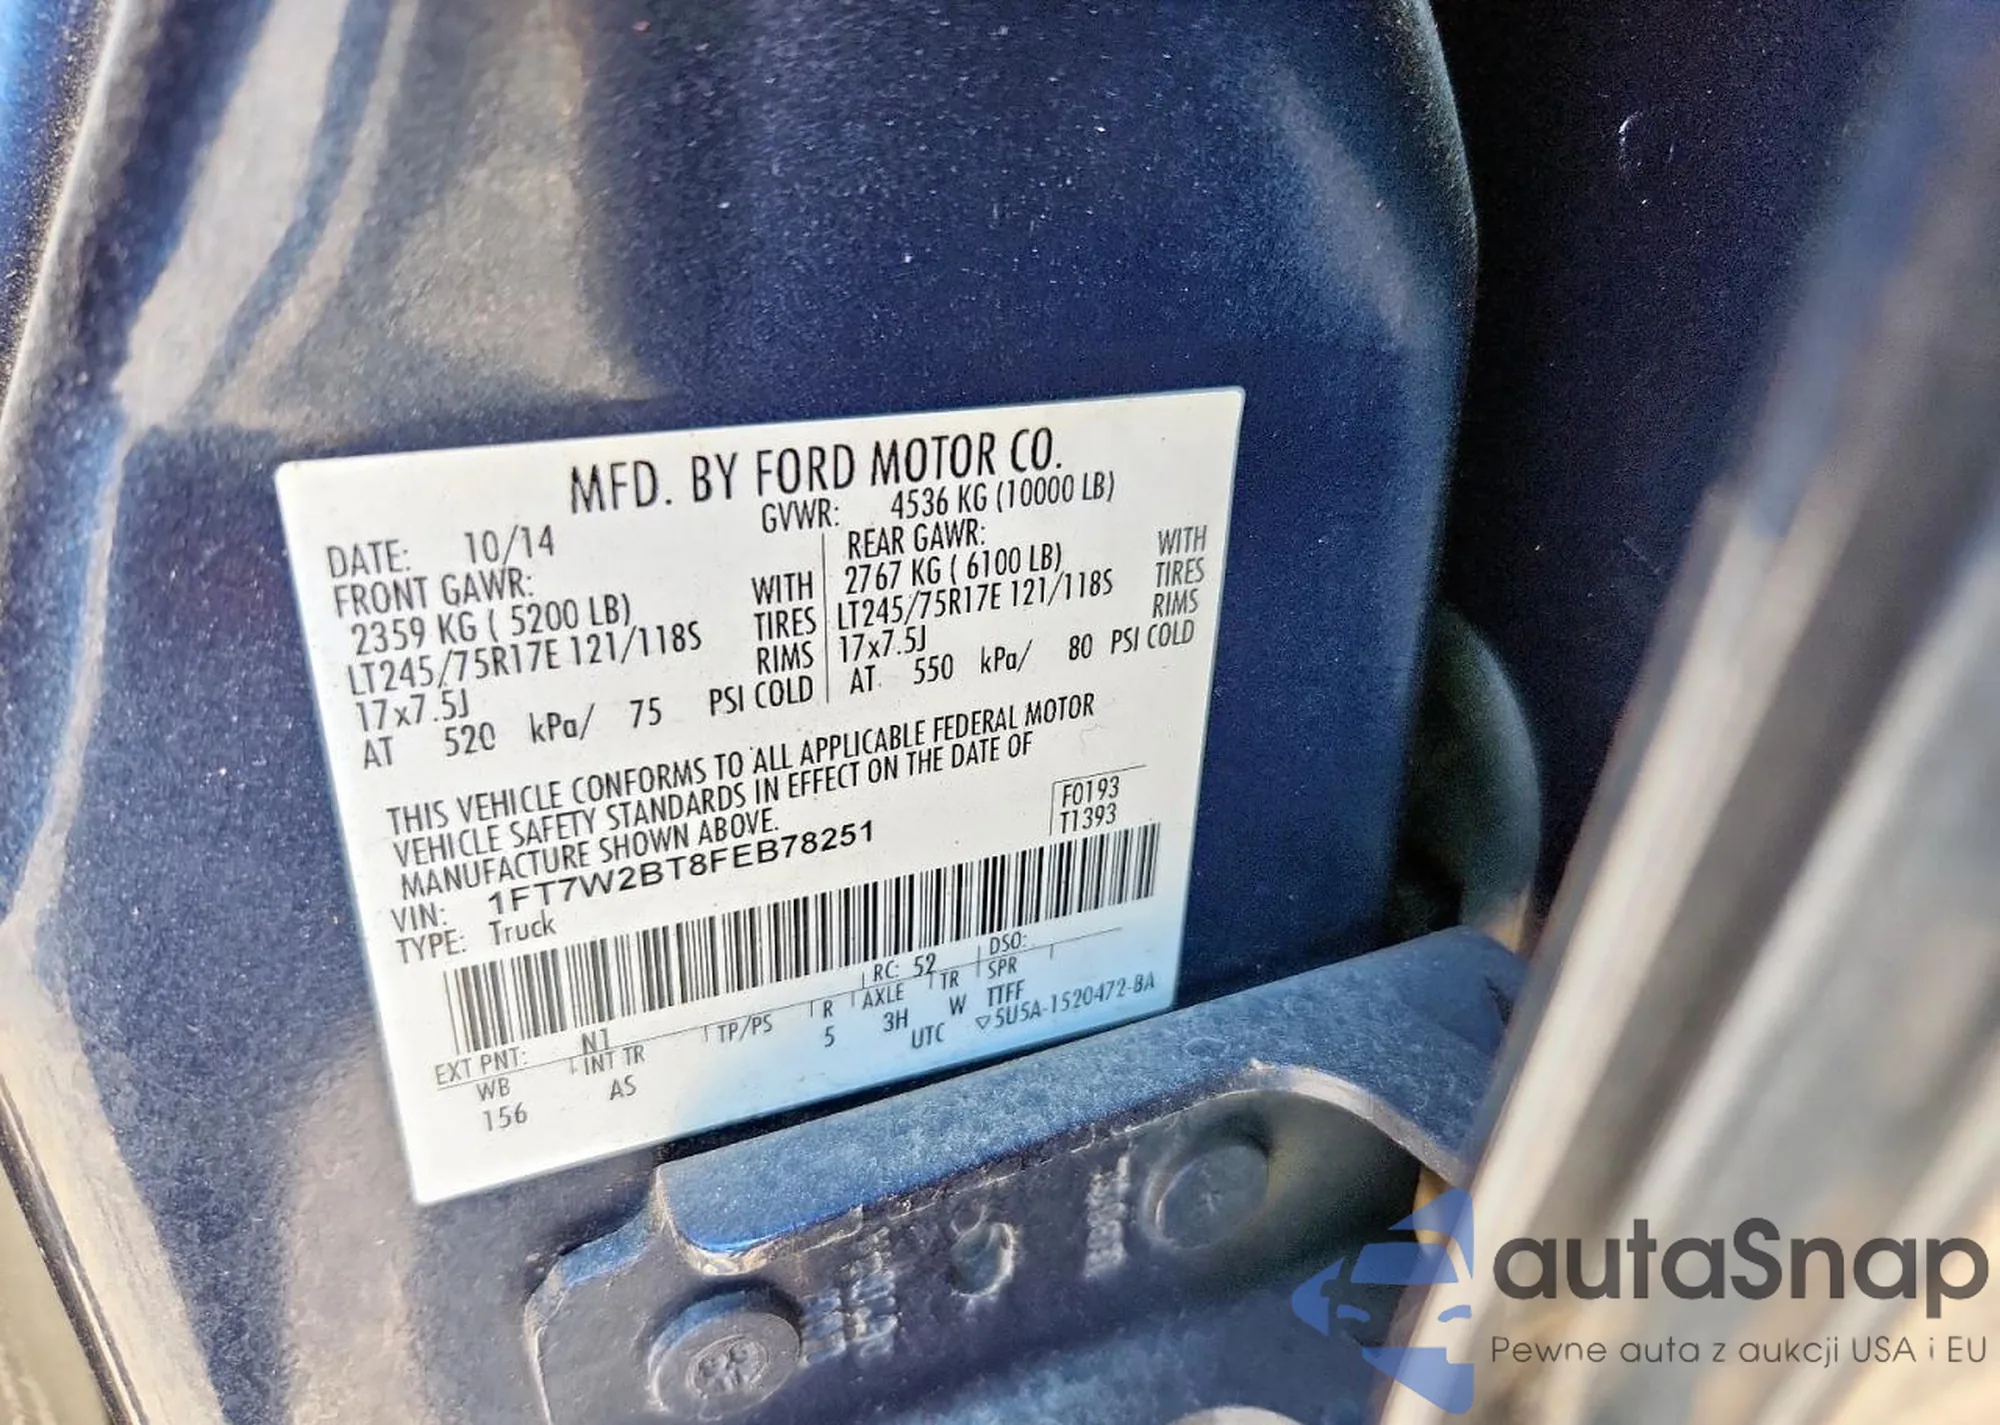 MFD. BY FORD MOTOR CO.
DATE: 10/14 GVWR: 4536 KG (10000 LB)
FRONT GAWR: REAR GAWR:
2359 KG ( 5200 LB) WITH 2767 KG ( 6100 LB) WITH
LT245/75R17E 121/118S TIRES LT245/75R17E 121/118S TIRES
17x7.5J RIMS 17x7.5J RIMS
AT 520 kPa/ 75 PSI COLD AT 550 kPa/ 80 PSI COLD
THIS VEHICLE CONFORMS TO ALL APPLICABLE FEDERAL MOTOR
VEHICLE SAFETY STANDARDS IN EFFECT ON THE DATE OF
MANUFACTURE SHOWN ABOVE.
F0193
T1393
VIN: 1FT7W2BT8FEB78251
TYPE: Truck
EXT PNT: N1 RC: 52 DSO:
WB INT TR TP/PS R AXLE TR SPR
156 AS 5 3H W TTFF
UTC ▽5U5A-1520472-BA
autaSnap
Pewne auta z aukcji USA i EU